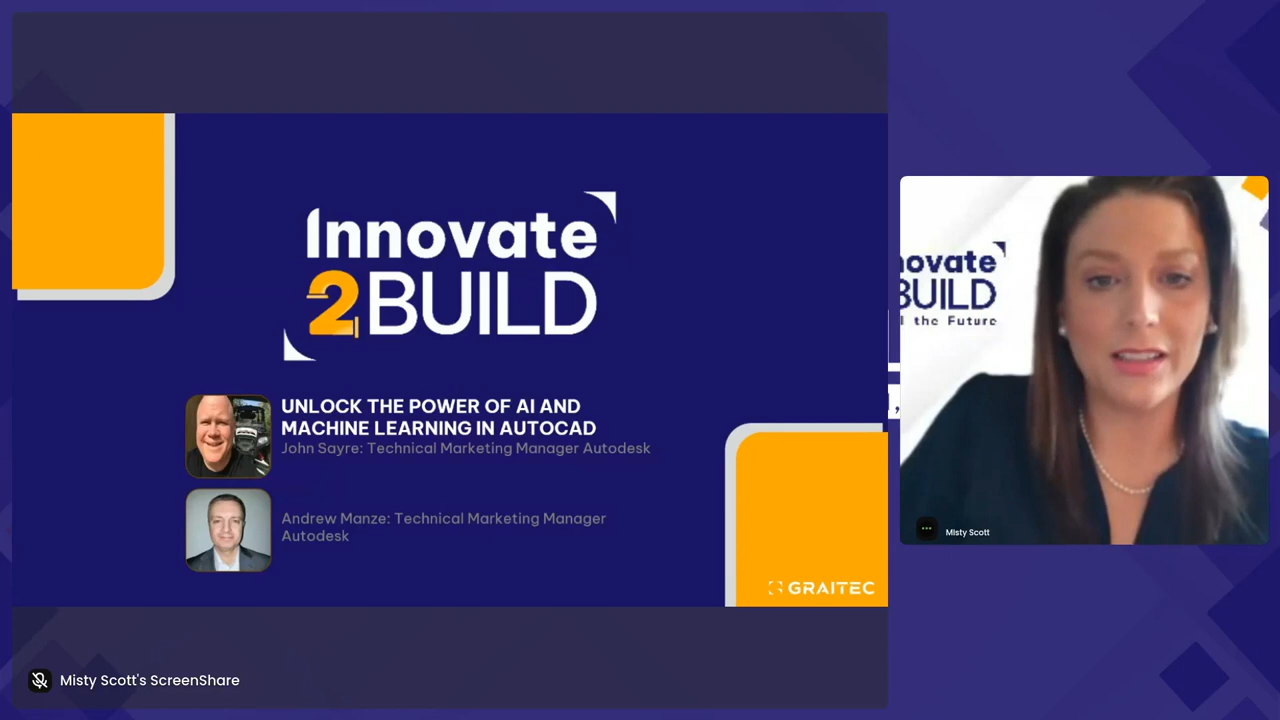 Innovate
2BUILD
UNLOCK THE POWER OF AI AND
MACHINE LEARNING IN AUTOCAD
John Sayre: Technical Marketing Manager Autodesk
Andrew Manze: Technical Marketing Manager
Autodesk
GRAITEC
Misty Scott's ScreenShare
ovate
BUILD
the Future
Misty Scott